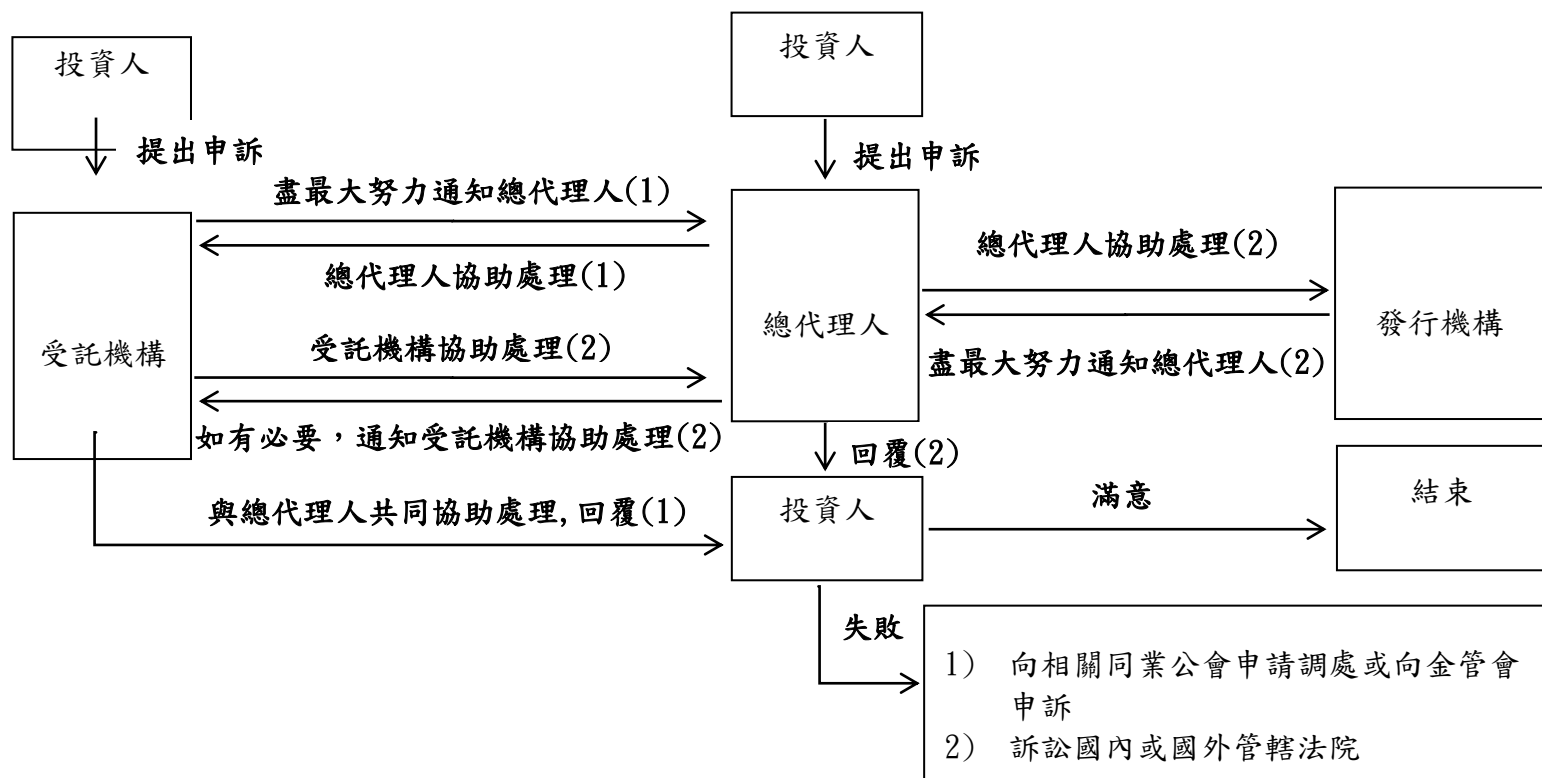 投資人
投資人
提出申訴
提出申訴
盡最大努力通知總代理人(1)
總代理人協助處理(2)
總代理人協助處理(1)
受託機構
總代理人
發行機構
受託機構協助處理(2)
盡最大努力通知總代理人(2)
如有必要，通知受託機構協助處理(2)
回覆(2)
與總代理人共同協助處理,回覆(1)
投資人
滿意
結束
失敗
1) 向相關同業公會申請調處或向金管會
申訴
2) 訴訟國內或國外管轄法院